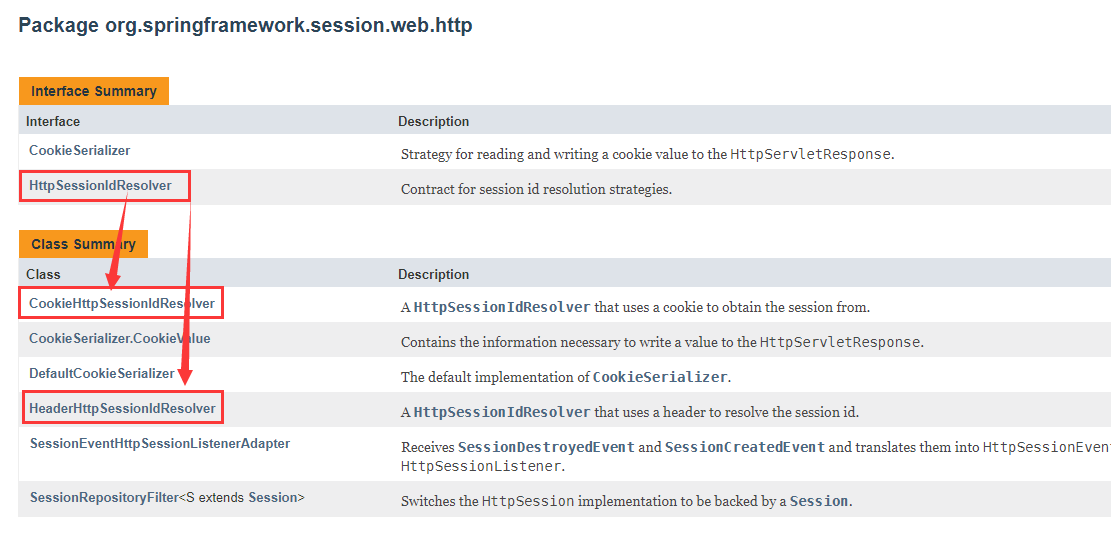 Package org.springframework.session.web.http
Interface Summary
Interface Description
CookieSerializer Strategy for reading and writing a cookie value to the HttpServletResponse.
HttpSessionIdResolver Contract for session id resolution strategies.
Class Summary
Class Description
CookieHttpSessionIdResolver A HttpSessionIdResolver that uses a cookie to obtain the session from.
CookieSerializer.CookieValue Contains the information necessary to write a value to the HttpServletResponse.
DefaultCookieSerializer The default implementation of CookieSerializer.
HeaderHttpSessionIdResolver A HttpSessionIdResolver that uses a header to resolve the session id.
SessionEventHttpSessionListenerAdapter Receives SessionDestroyedEvent and SessionCreatedEvent and translates them into HttpSessionEven
HttpSessionListener.
SessionRepositoryFilter<S extends Session> Switches the HttpSession implementation to be backed by a Session.